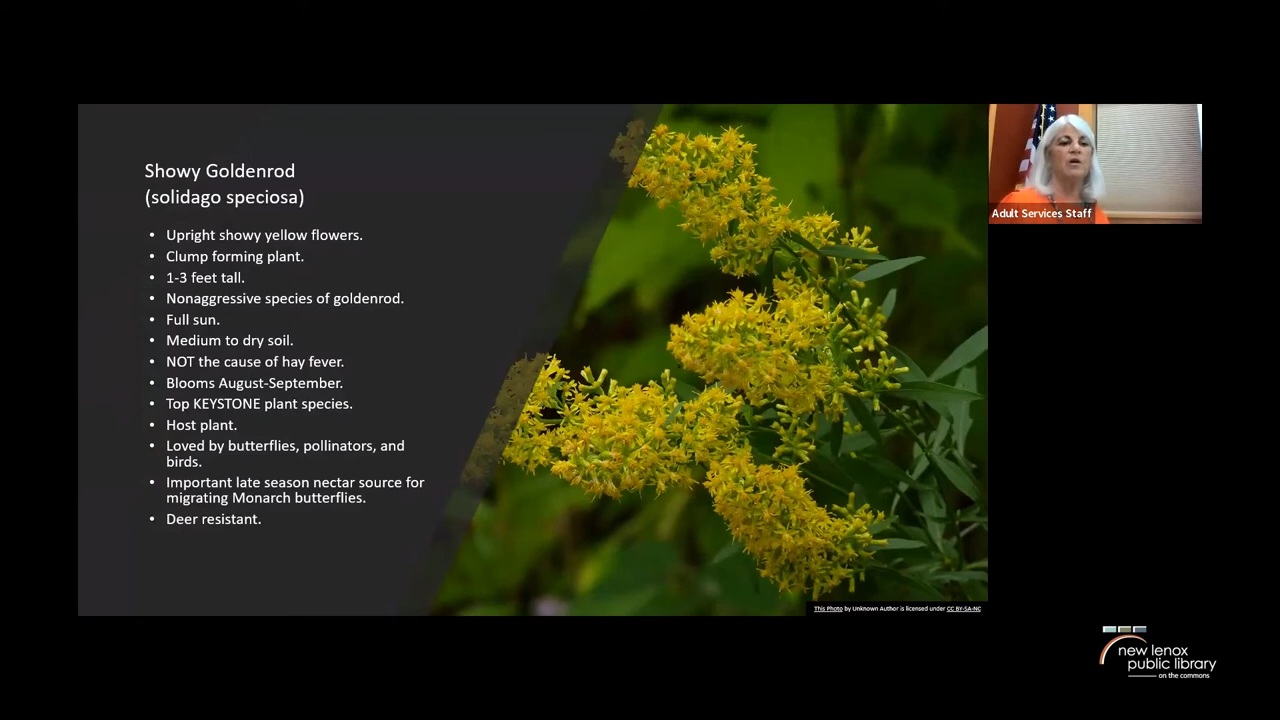 Showy Goldenrod
(solidago speciosa)
• Upright showy yellow flowers.
• Clump forming plant.
• 1-3 feet tall.
• Nonaggressive species of goldenrod.
• Full sun.
• Medium to dry soil.
• NOT the cause of hay fever.
• Blooms August-September.
• Top KEYSTONE plant species.
• Host plant.
• Loved by butterflies, pollinators, and
birds.
• Important late season nectar source for
migrating Monarch butterflies.
• Deer resistant.
This Photo by Unknown Author is licensed under CC BY-SA-NC
Adult Services Staff
new lenox
public library
on the commons